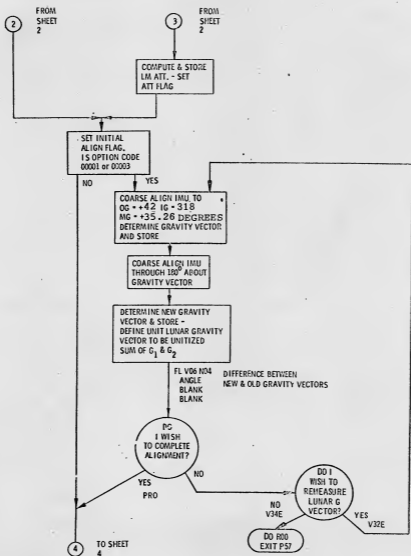 2
FROM
SHEET
2
3
FROM
SHEET
2
COMPUTE & STORE
LM ATT. - SET
ATT FLAG
SET INITIAL
ALIGN FLAG.
IS OPTION CODE
00001 or 00003
NO
YES
COARSE ALIGN IMU TO
OG = +42 IG = 318
MG = +35.26 DEGREES
DETERMINE GRAVITY VECTOR
AND STORE
COARSE ALIGN IMU
THROUGH 180° ABOUT
GRAVITY VECTOR
DETERMINE NEW GRAVITY
VECTOR & STORE -
DEFINE UNIT LUNAR GRAVITY
VECTOR TO BE UNITIZED
SUM OF G1 & G2
FL V06 N04
ANGLE
BLANK
BLANK
DIFFERENCE BETWEEN
NEW & OLD GRAVITY VECTORS
DO
I WISH
TO COMPLETE
ALIGNMENT?
YES
PRO
NO
DO I
WISH TO
REMEASURE
LUNAR G
VECTOR?
NO
V34E
YES
V32E
DO R00
EXIT P57
4
TO SHEET
4